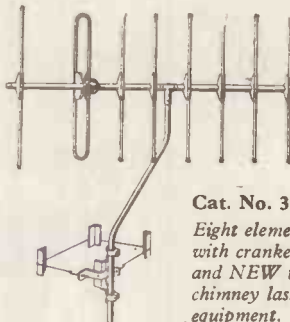 Cat. No. 3
Eight eleme
with cranke
and NEW
chimney las
equipment.